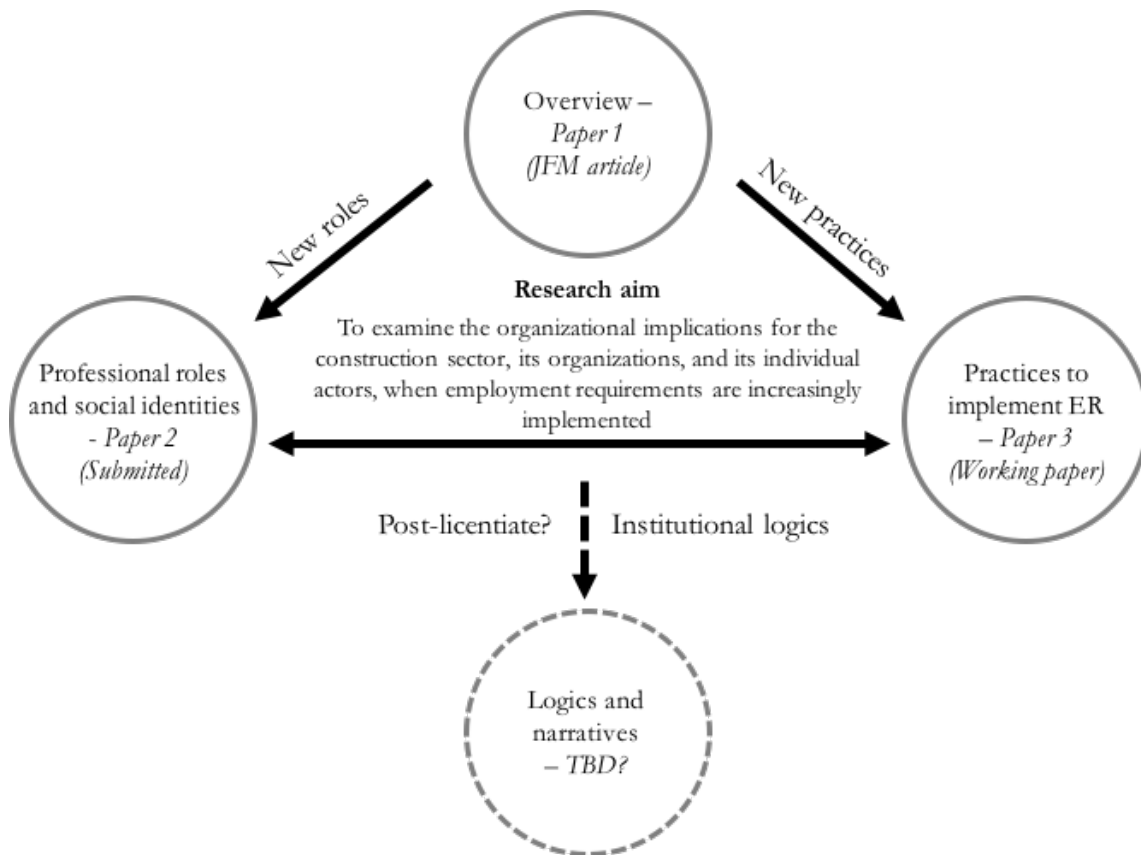 Overview –
Paper 1
(JFM article)
New roles
New practices
Research aim
To examine the organizational implications for the
construction sector, its organizations, and its individual
actors, when employment requirements are increasingly
implemented
Professional roles
and social identities
- Paper 2
(Submitted)
Practices to
implement ER
– Paper 3
(Working paper)
Post-licentiate?
Institutional logics
Logics and
narratives
– TBD?